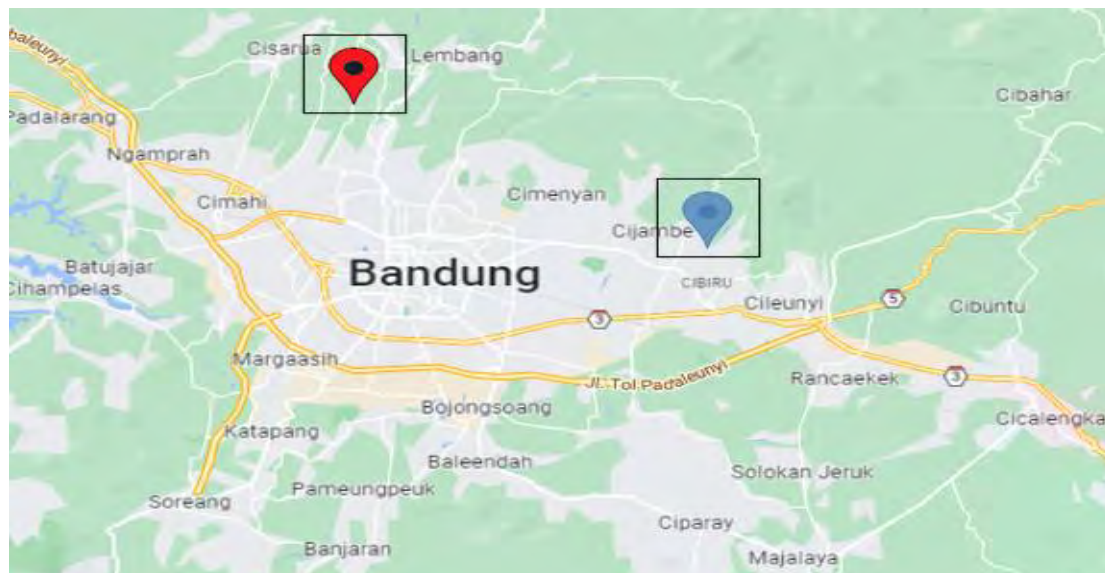 baleunyi
Cisarua
Lembang
Padalarang
Cibahar
Ngamprah
Cimahi
Cimenyan
Cijambe
Batujajar
Cihampelas
Bandung
CIBIRU
Cileunyi
5
Cibuntu
3
Margaasih
JL. Tol Padaleunyi
Rancaekek
3
Bojongsoang
Cicalengka
Katapang
Baleendah
Solokan Jeruk
Soreang
Pameungpeuk
Ciparay
Banjaran
Majalaya